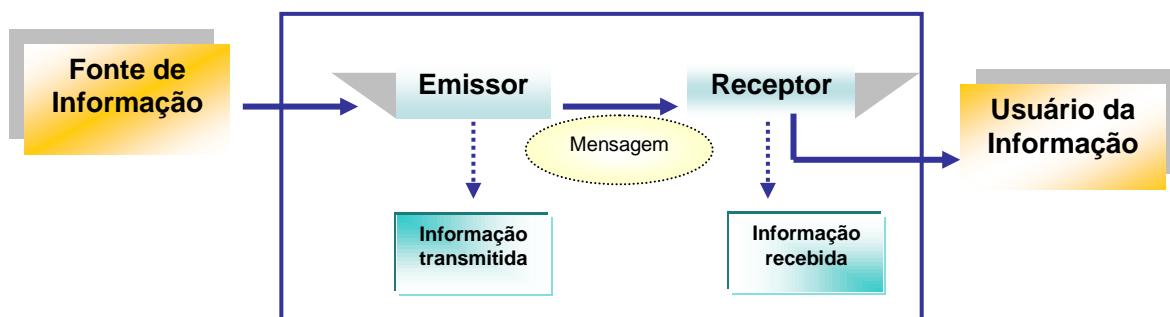 Fonte de
Informação
Emissor
Receptor
Mensagem
Usuário da
Informação
Informação
transmitida
Informação
recebida